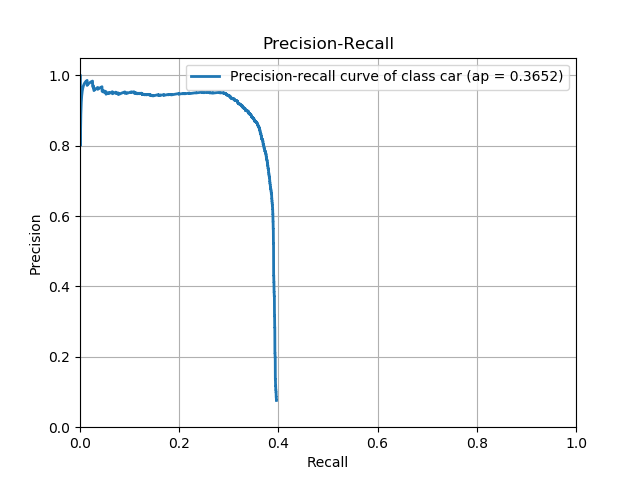 Precision-Recall
Precision-recall curve of class car (ap = 0.3652)
Precision
1.0
0.8
0.6
0.4
0.2
0.0
0.0 0.2 0.4 0.6 0.8 1.0
Recall